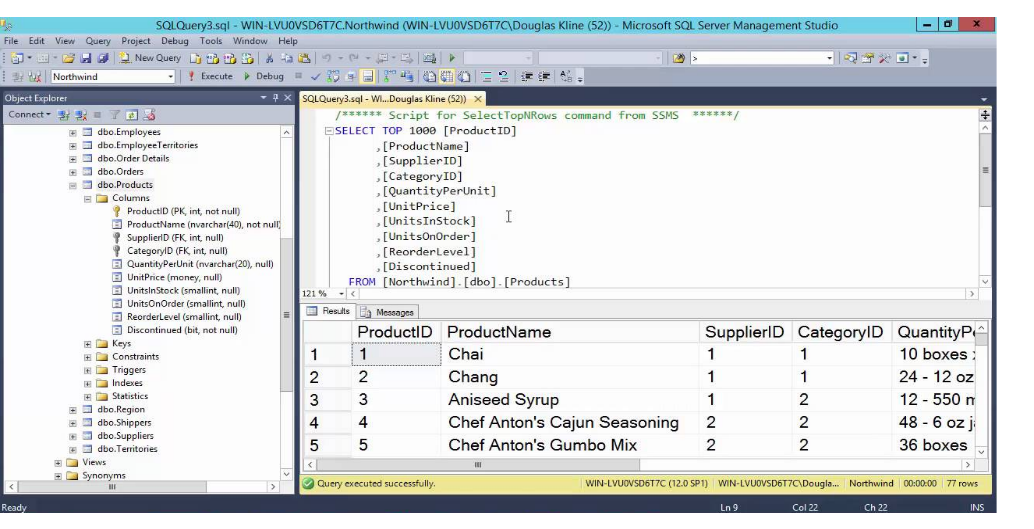 SQLQuery3.sql - WIN-LVU0VSD6T7C.Northwind (WIN-LVU0VSD6T7C\Douglas Kline (52)) - Microsoft SQL Server Management Studio
File Edit View Query Project Debug Tools Window Help
New Query
Northwind Execute Debug
Object Explorer
Connect
dbo.Employees
dbo.EmployeeTerritories
dbo.Order Details
dbo.Orders
dbo.Products
Columns
ProductID (PK, int, not null)
ProductName (nvarchar(40), not null,
SupplierID (FK, int, null)
CategoryID (FK, int, null)
QuantityPerUnit (nvarchar(20), null)
UnitPrice (money, null)
UnitsInStock (smallint, null)
UnitsOnOrder (smallint, null)
ReorderLevel (smallint, null)
Discontinued (bit, not null)
Keys
Constraints
Triggers
Indexes
Statistics
dbo.Region
dbo.Shippers
dbo.Suppliers
dbo.Territories
Views
Synonyms
SQLQuery3.sql - WI...Douglas Kline (52))
/****** Script for SelectTopNRows command from SSMS ******/
SELECT TOP 1000 [ProductID]
,[ProductName]
,[SupplierID]
,[CategoryID]
,[QuantityPerUnit]
,[UnitPrice]
,[UnitsInStock]
,[UnitsOnOrder]
,[ReorderLevel]
,[Discontinued]
FROM [Northwind].[dbo].[Products]
121 %
Results Messages
ProductID ProductName SupplierID CategoryID
1 1 Chai 1 1 10 boxes
2 2 Chang 1 1 24 - 12 oz
3 3 Aniseed Syrup 1 2 12 - 550
4 4 Chef Anton's Cajun Seasoning 2 2 48 - 6 oz
5 5 Chef Anton's Gumbo Mix 2 2 36 boxes
Query executed successfully. WIN-LVU0VSD6T7C (12.0 SP1) WIN-LVU0VSD6T7C\Dougla... Northwind 00:00:00 77 rows
Ready Ln 9 Col 22 Ch 22 INS